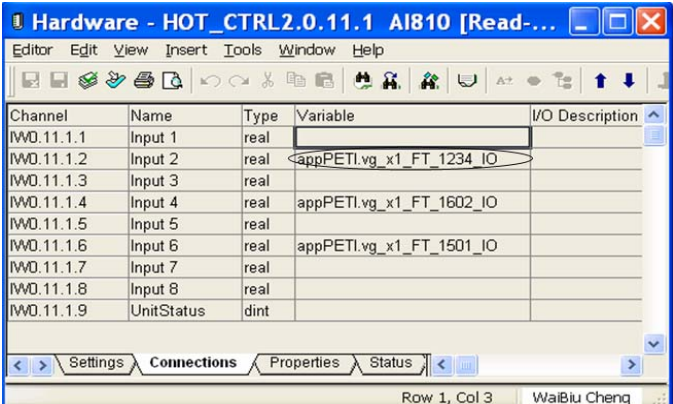 Hardware - HOT_CTRL2.0.11.1 AI810 [Read-...
Editor Edit View Insert Tools Window Help
Channel Name Type Variable I/O Description
IW0.11.1.1 Input 1 real
IW0.11.1.2 Input 2 real appPETI.vg_x1_FT_1234_IO
IW0.11.1.3 Input 3 real
IW0.11.1.4 Input 4 real appPETI.vg_x1_FT_1602_IO
IW0.11.1.5 Input 5 real
IW0.11.1.6 Input 6 real appPETI.vg_x1_FT_1501_IO
IW0.11.1.7 Input 7 real
IW0.11.1.8 Input 8 real
IW0.11.1.9 UnitStatus dint
Settings Connections Properties Status
Row 1, Col 3 WaiBiu Cheng